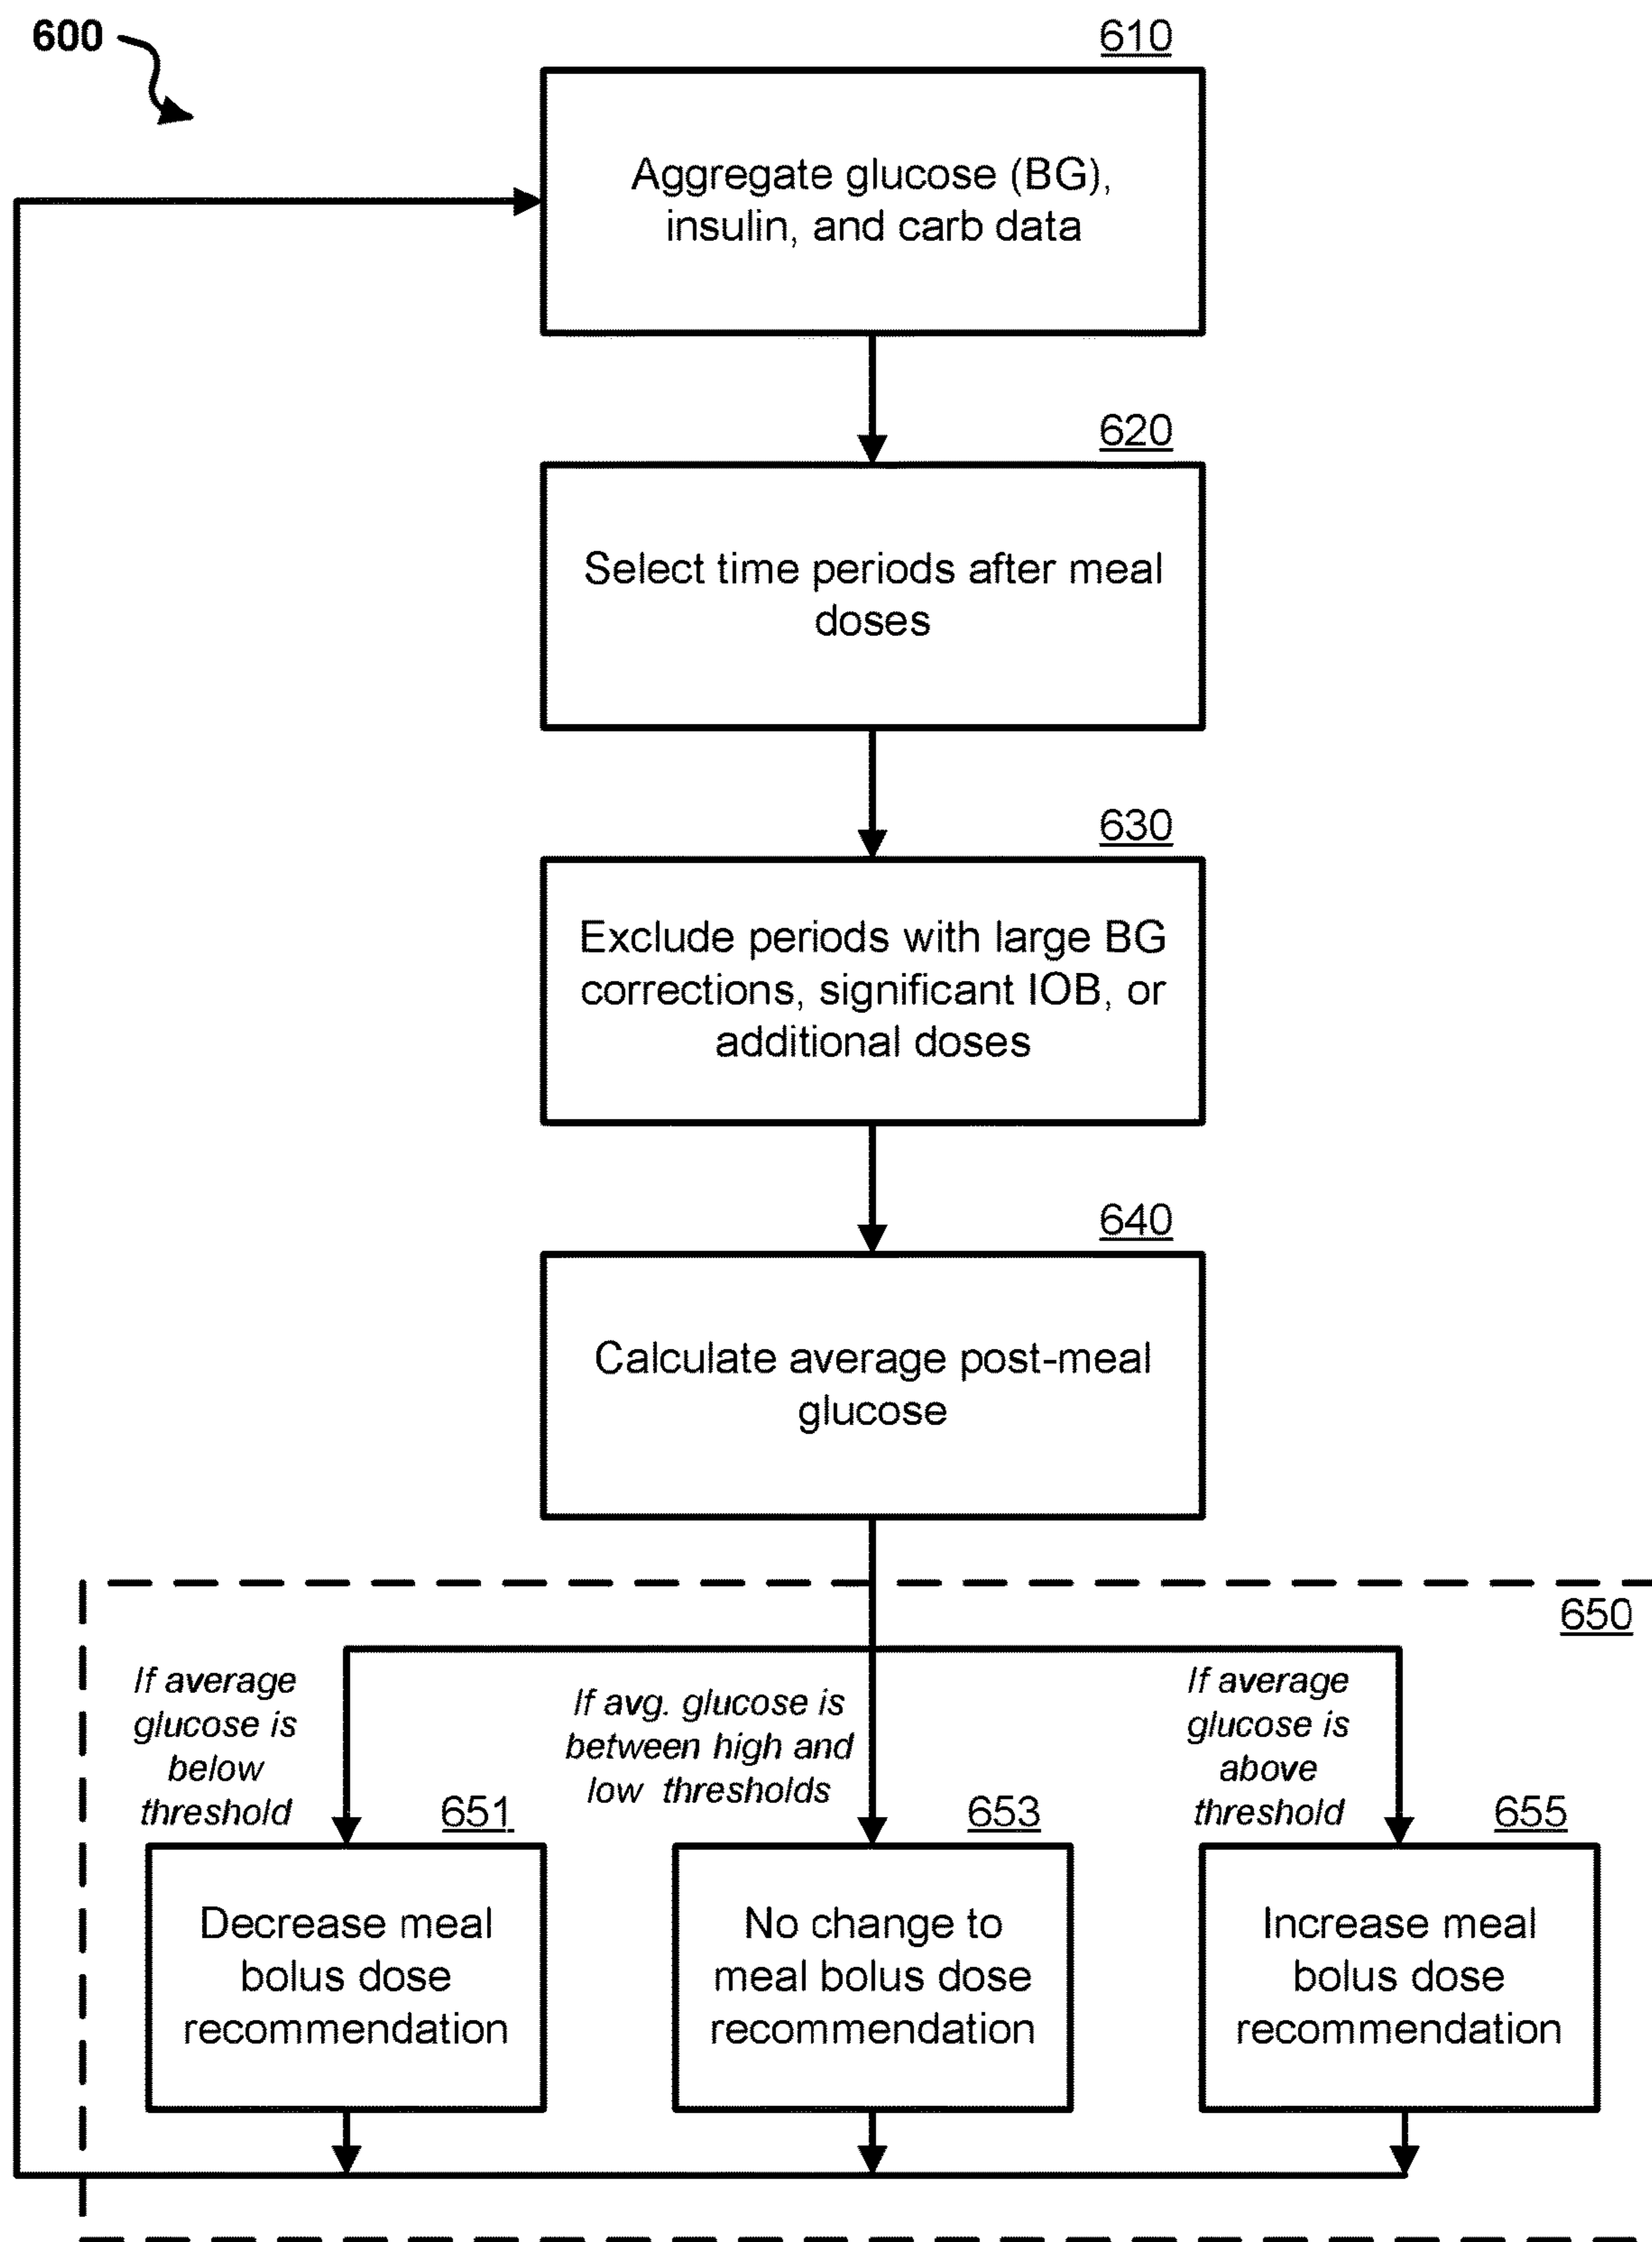 600
610
Aggregate glucose (BG),
insulin, and carb data
620
Select time periods after meal
doses
630
Exclude periods with large BG
corrections, significant IOB, or
additional doses
640
Calculate average post-meal
glucose
650
If average
glucose is
below
threshold
If avg. glucose is
between high and
low thresholds
If average
glucose is
above
threshold
651
Decrease meal
bolus dose
recommendation
653
No change to
meal bolus dose
recommendation
655
Increase meal
bolus dose
recommendation